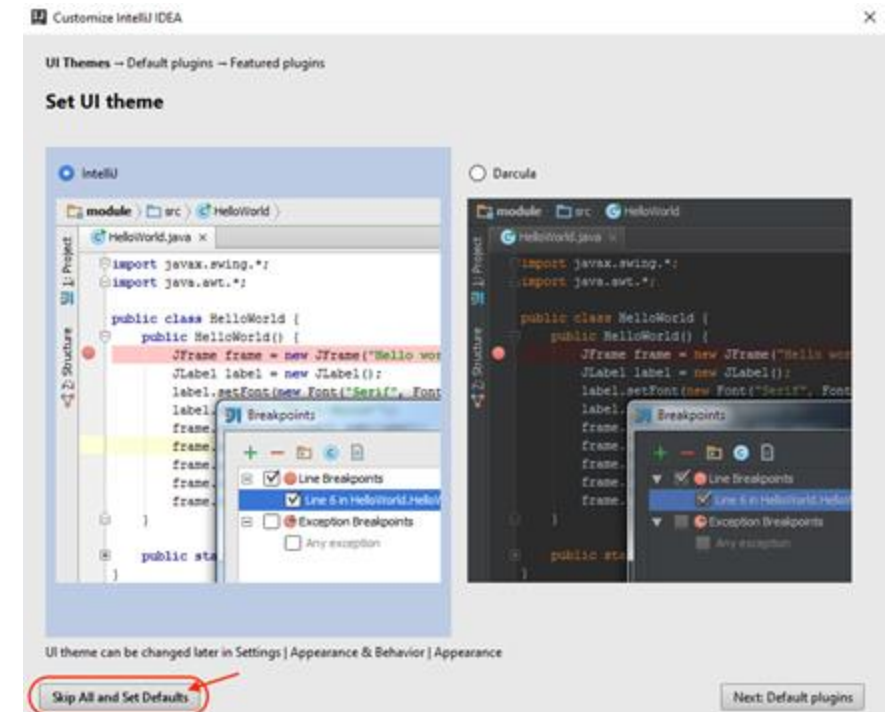 Customize IntelliJ IDEA
UI Themes → Default plugins → Featured plugins
Set UI theme
IntelliJ
module src HelloWorld
HelloWorld.java ×
1: Project
2: Structure
import javax.swing.*;
import java.awt.*;
public class HelloWorld {
public HelloWorld() {
JFrame frame = new JFrame("Hello wor
JLabel label = new JLabel();
label.setFont(new Font("Serif", Font
label.
frame.
frame.
frame.
frame.
frame.
}
public sta
}
Breakpoints
Line Breakpoints
Line 6 in HelloWorld.Hello
Exception Breakpoints
Any exception
Darcula
module src HelloWorld
HelloWorld.java ×
1: Project
2: Structure
import javax.swing.*;
import java.awt.*;
public class HelloWorld {
public HelloWorld() {
JFrame frame = new JFrame("Hello wor
JLabel label = new JLabel();
label.setFont(new Font("Serif", Font
label.
frame.
frame.
frame.
frame.
frame.
}
public sta
}
Breakpoints
Line Breakpoints
Line 6 in HelloWorld.Hello
Exception Breakpoints
Any exception
UI theme can be changed later in Settings | Appearance & Behavior | Appearance
Skip All and Set Defaults
Next: Default plugins